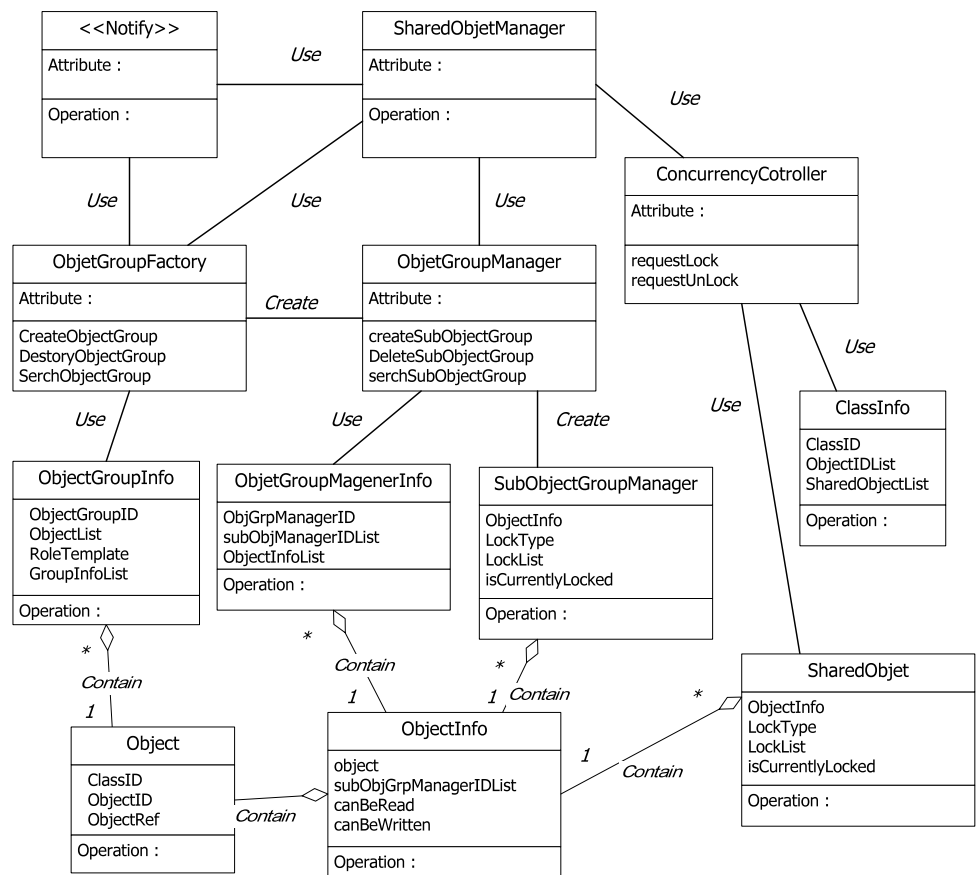 <<Notify>>
Attribute :
Operation :
Use
SharedObjetManager
Attribute :
Operation :
Use
ConcurrencyCotroller
Attribute :
requestLock
requestUnLock
Use
Use
Use
ObjetGroupFactory
Attribute :
CreateObjectGroup
DestoryObjectGroup
SerchObjectGroup
Create
ObjetGroupManager
Attribute :
createSubObjectGroup
DeleteSubObjectGroup
serchSubObjectGroup
Use
Use
Use
Use
Create
ClassInfo
ClassID
ObjectIDList
SharedObjectList
Operation :
ObjectGroupInfo
ObjectGroupID
ObjectList
RoleTemplate
GroupInfoList
Operation :
ObjetGroupMagenerInfo
ObjGrpManagerID
subObjManagerIDList
ObjectInfoList
Operation :
SubObjectGroupManager
ObjectInfo
LockType
LockList
isCurrentlyLocked
Operation :
*
Contain
1
*
Contain
1
*
1
Contain
SharedObjet
ObjectInfo
LockType
LockList
isCurrentlyLocked
Operation :
*
1
Contain
Object
ClassID
ObjectID
ObjectRef
Operation :
Contain
ObjectInfo
object
subObjGrpManagerIDList
canBeRead
canBeWritten
Operation :